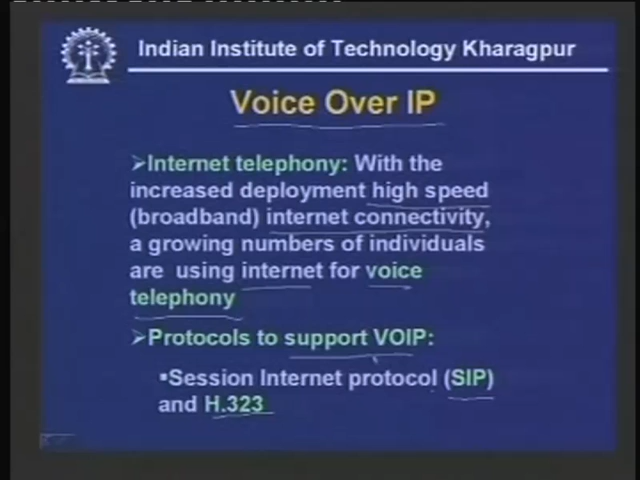 Indian Institute of Technology Kharagpur
Voice Over IP
➢Internet telephony: With the
increased deployment high speed
(broadband) internet connectivity,
a growing numbers of individuals
are using internet for voice
telephony
➢Protocols to support VOIP:
▪Session Internet protocol (SIP)
and H.323